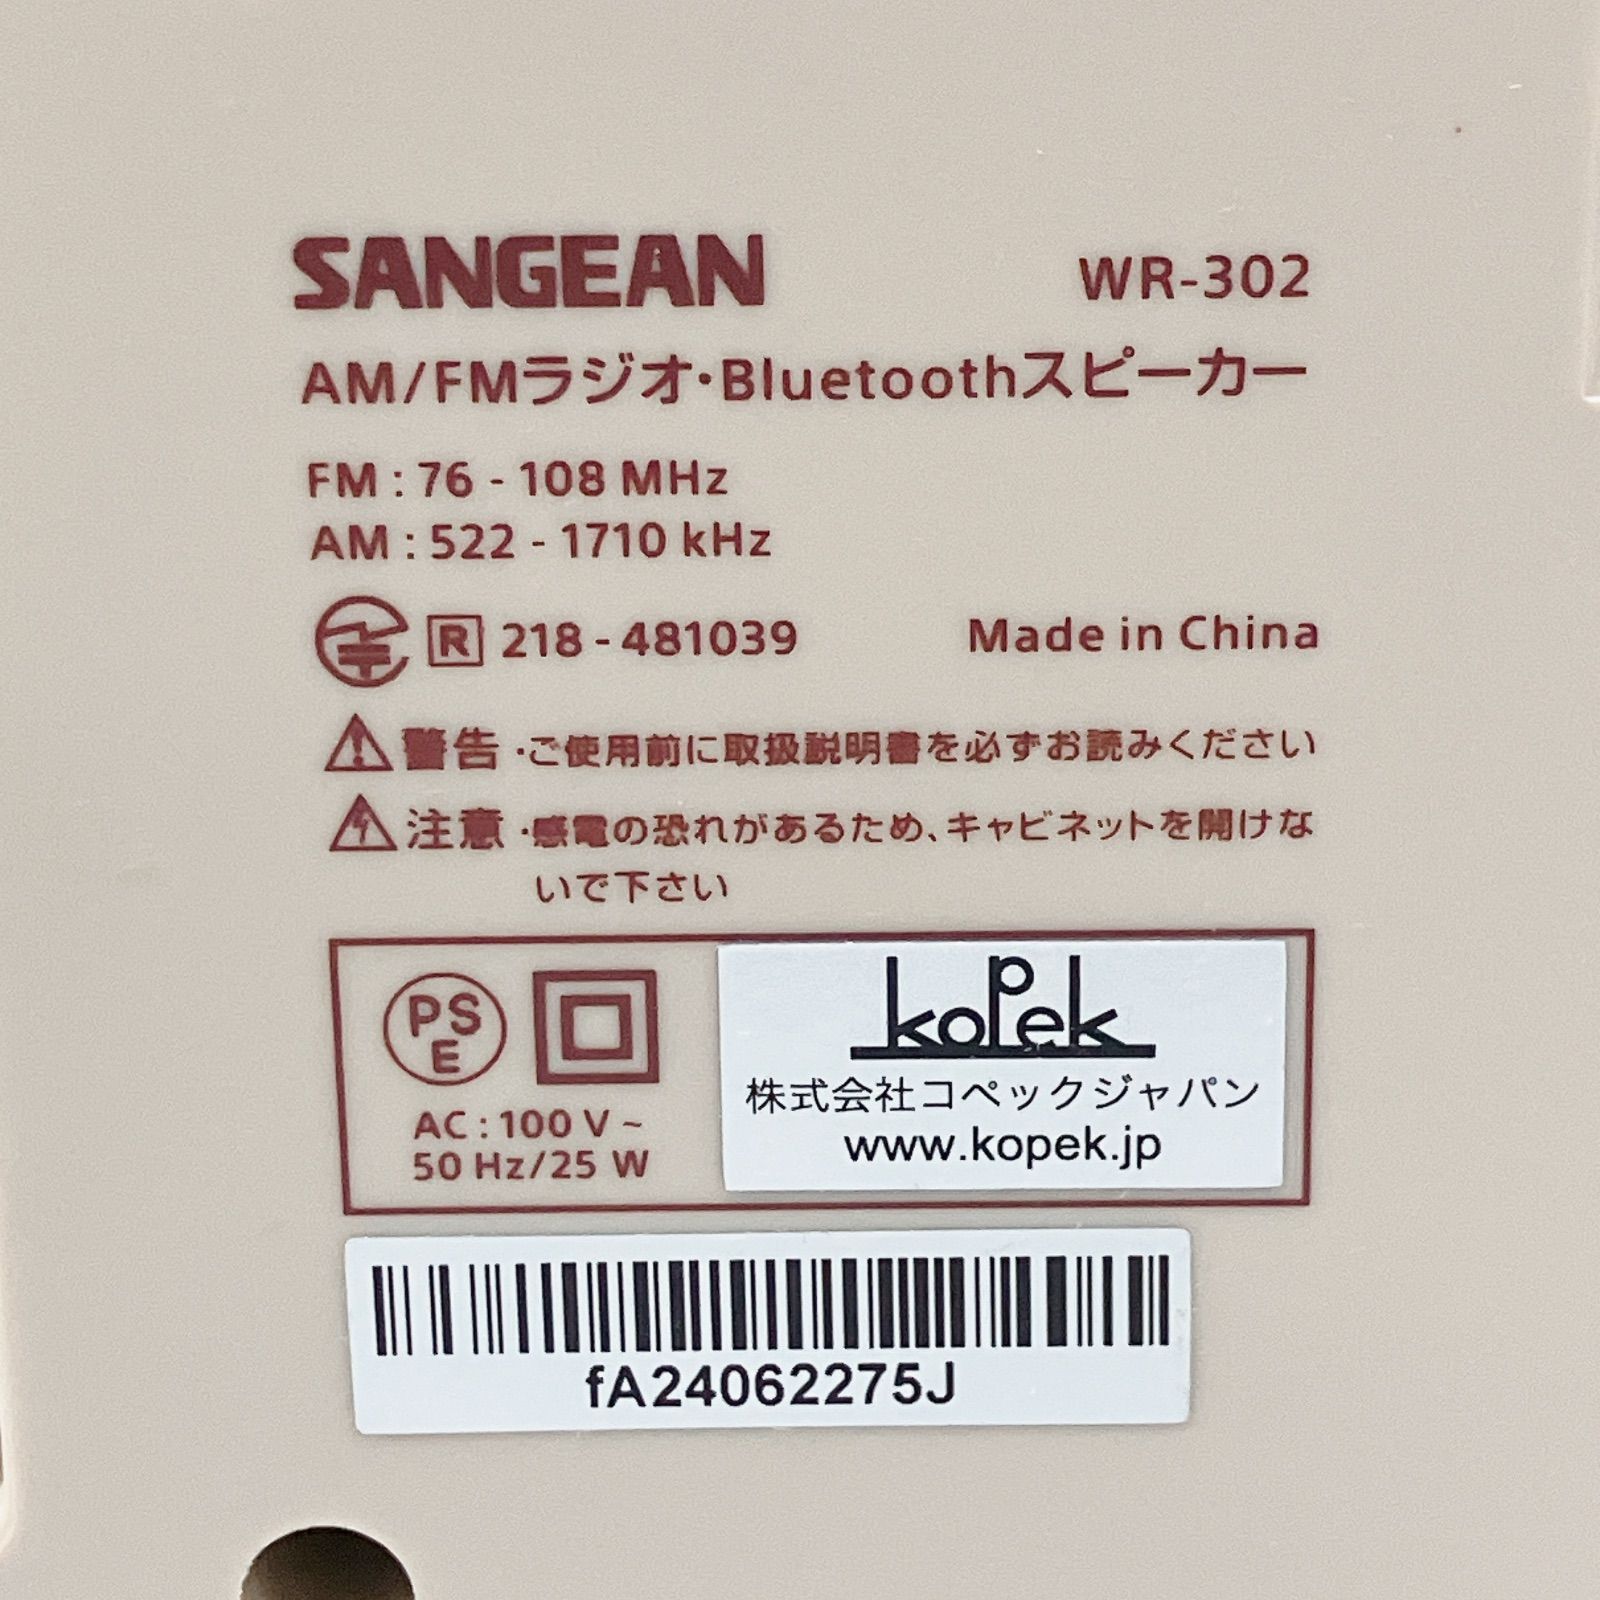 SANGEAN WR-302
AM/FMラジオ・Bluetoothスピーカー
FM : 76 - 108 MHz
AM : 522 - 1710 kHz
R 218 - 481039 Made in China
警告 ・ご使用前に取扱説明書を必ずお読みください
注意 ・感電の恐れがあるため、キャビネットを開けな
いで下さい
PS
E
AC : 100 V ~
50 Hz/25 W
kopek
株式会社コペックジャパン
www.kopek.jp
fA24062275J